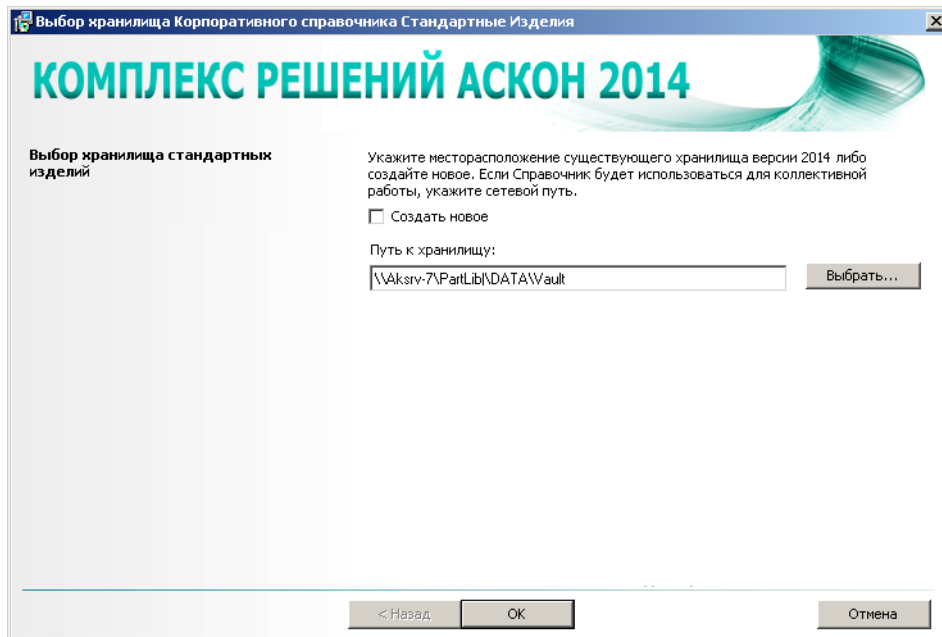 Выбор хранилища Корпоративного справочника Стандартные Изделия
КОМПЛЕКС РЕШЕНИЙ АСКОН 2014
Выбор хранилища стандартных
изделий
Укажите месторасположение существующего хранилища версии 2014 либо
создайте новое. Если Справочник будет использоваться для коллективной
работы, укажите сетевой путь.
Создать новое
Путь к хранилищу:
\\Aksrv-7\PartLib\DATA\Vault
Выбрать...
< Назад
ОК
Отмена